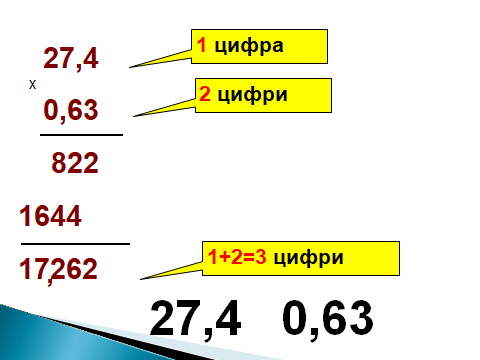 27,4
1 цифра
х
0,63
2 цифри
822
1644
17,262
1+2=3 цифри
27,4 0,63